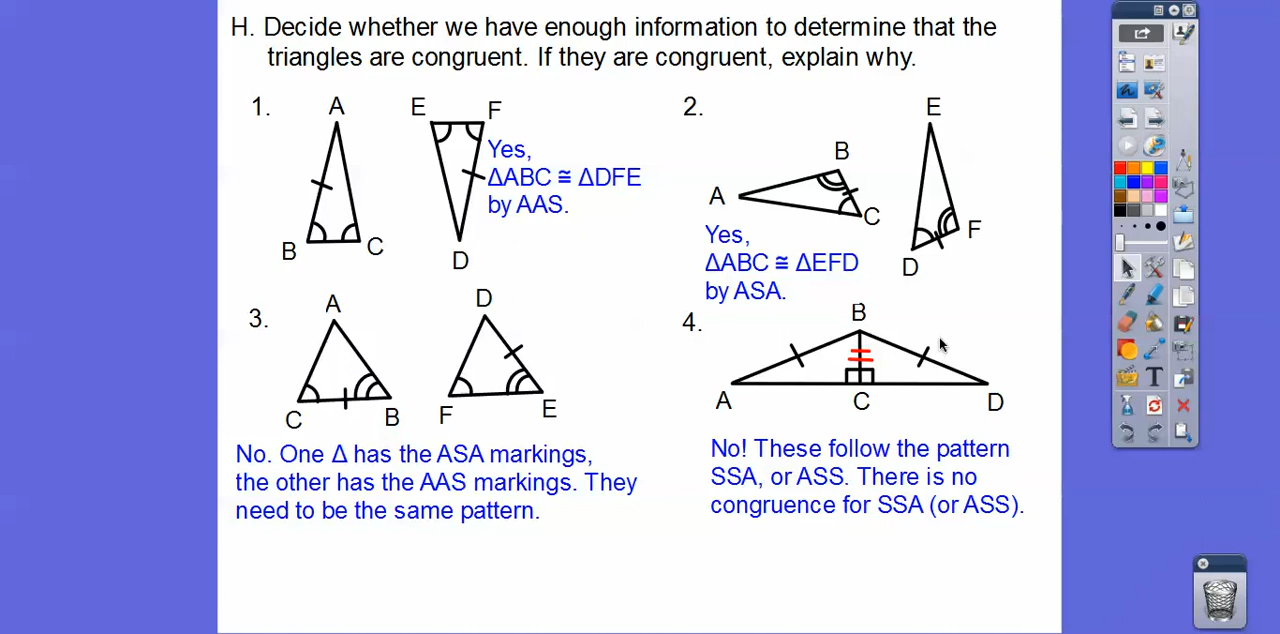 H. Decide whether we have enough information to determine that the
triangles are congruent. If they are congruent, explain why.
1.
A
B
C
E
F
D
Yes,
ΔABC ≅ ΔDFE
by AAS.
2.
A
B
C
E
F
D
Yes,
ΔABC ≅ ΔEFD
by ASA.
3.
A
C
B
D
F
E
No. One Δ has the ASA markings,
the other has the AAS markings. They
need to be the same pattern.
4.
B
A
C
D
No! These follow the pattern
SSA, or ASS. There is no
congruence for SSA (or ASS).
T